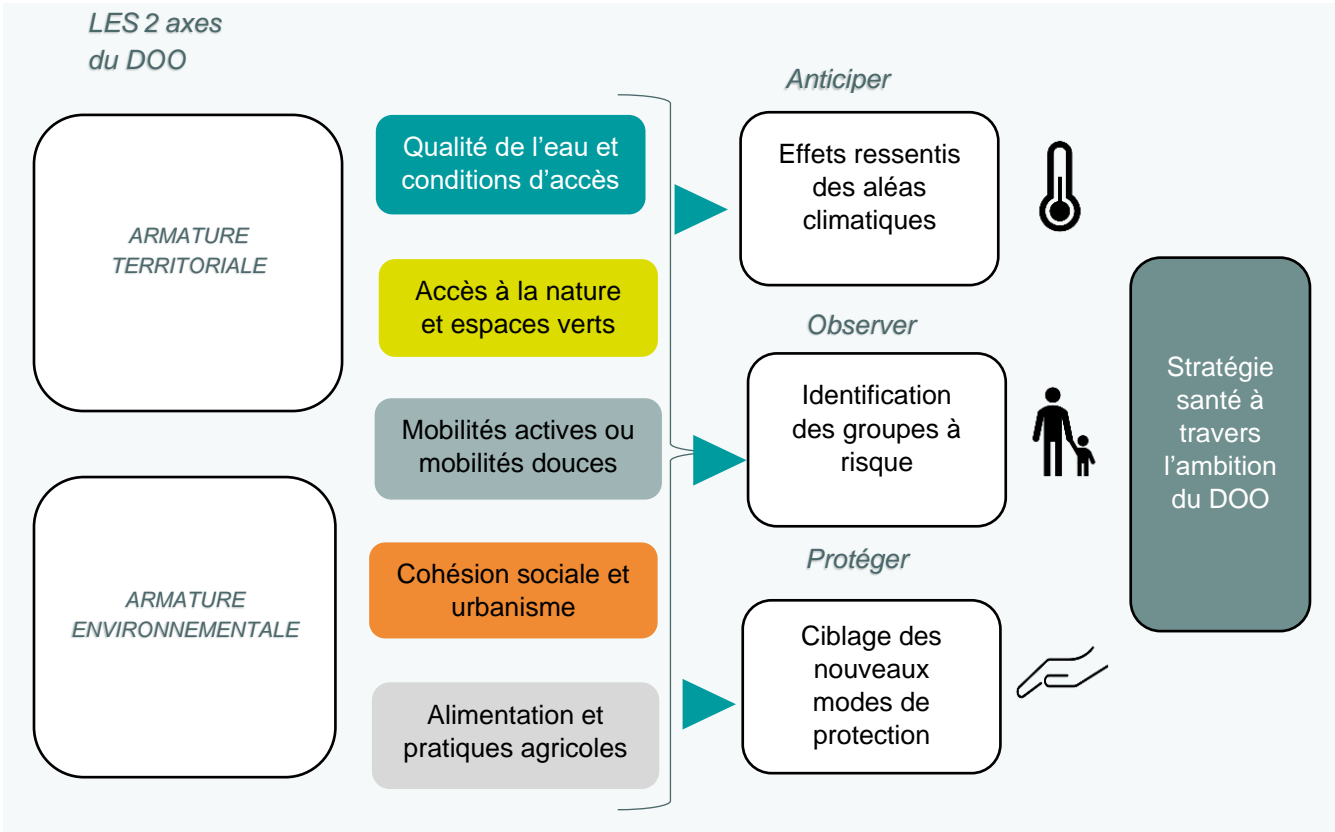 LES 2 axes
du DOO
ARMATURE
TERRITORIALE
ARMATURE
ENVIRONNEMENTALE
Qualité de l’eau et
conditions d’accès
Accès à la nature
et espaces verts
Mobilités actives ou
mobilités douces
Cohésion sociale et
urbanisme
Alimentation et
pratiques agricoles
Anticiper
Effets ressentis
des aléas
climatiques
Observer
Identification
des groupes à
risque
Protéger
Ciblage des
nouveaux
modes de
protection
Stratégie
santé à
travers
l’ambition
du DOO